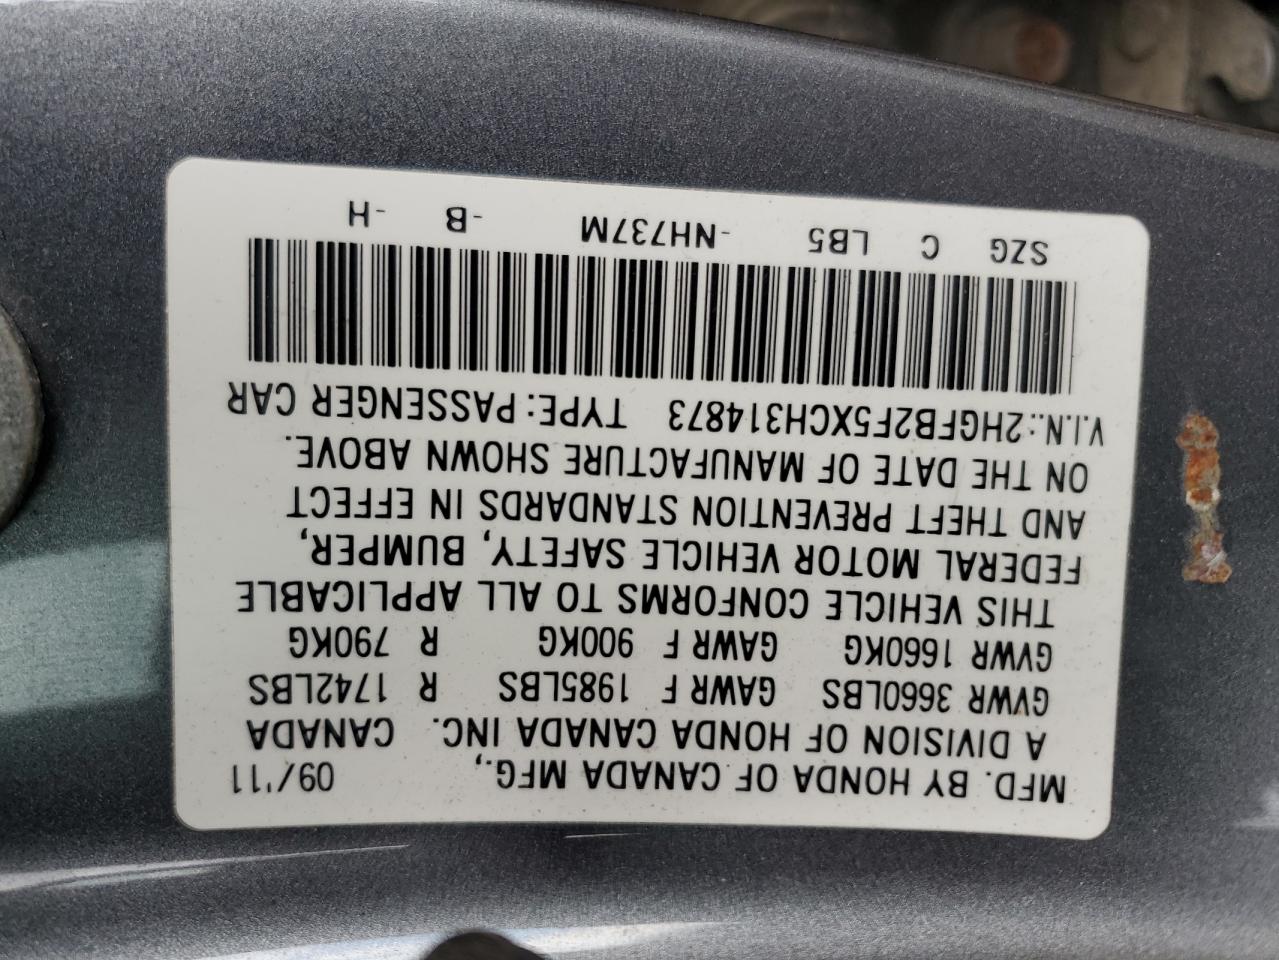 MFD. BY HONDA OF CANADA MFG., 09/'11
A DIVISION OF HONDA CANADA INC. CANADA
GVWR 3660LBS GAWR F 1985LBS R 1742LBS
GVWR 1660KG GAWR F 900KG R 790KG
THIS VEHICLE CONFORMS TO ALL APPLICABLE
FEDERAL MOTOR VEHICLE SAFETY, BUMPER,
AND THEFT PREVENTION STANDARDS IN EFFECT
ON THE DATE OF MANUFACTURE SHOWN ABOVE.
V.I.N.:2HGFB2F5XCH314873 TYPE:PASSENGER CAR
SZG C LB5 -NH737M -B -H